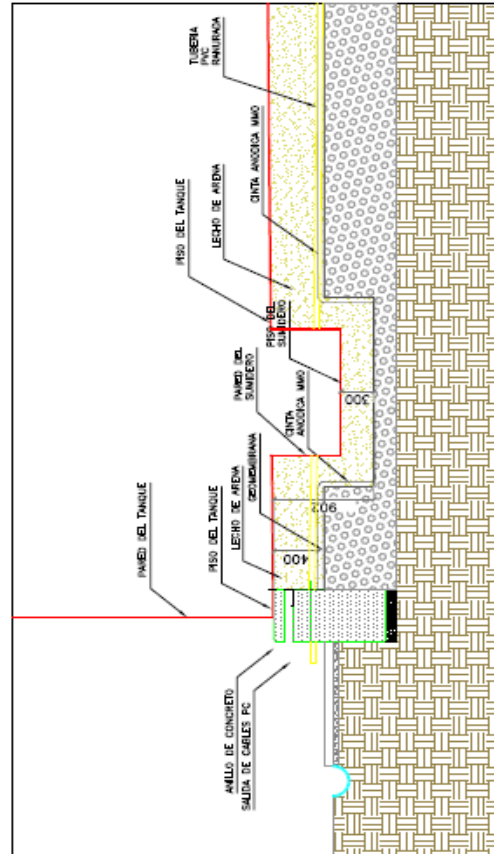 TUBERIA
PVC
RANURADA
CINTA ANODICA MMO
LECHO DE ARENA
PISO DEL TANQUE
PISO DEL
SUMIDERO
PARED DEL
SUMIDERO
CINTA
ANODICA MMO
GEOMEMBRANA
LECHO DE ARENA
PISO DEL TANQUE
PARED DEL TANQUE
ANILLO DE CONCRETO
SALIDA DE CABLES PC
300
902
400